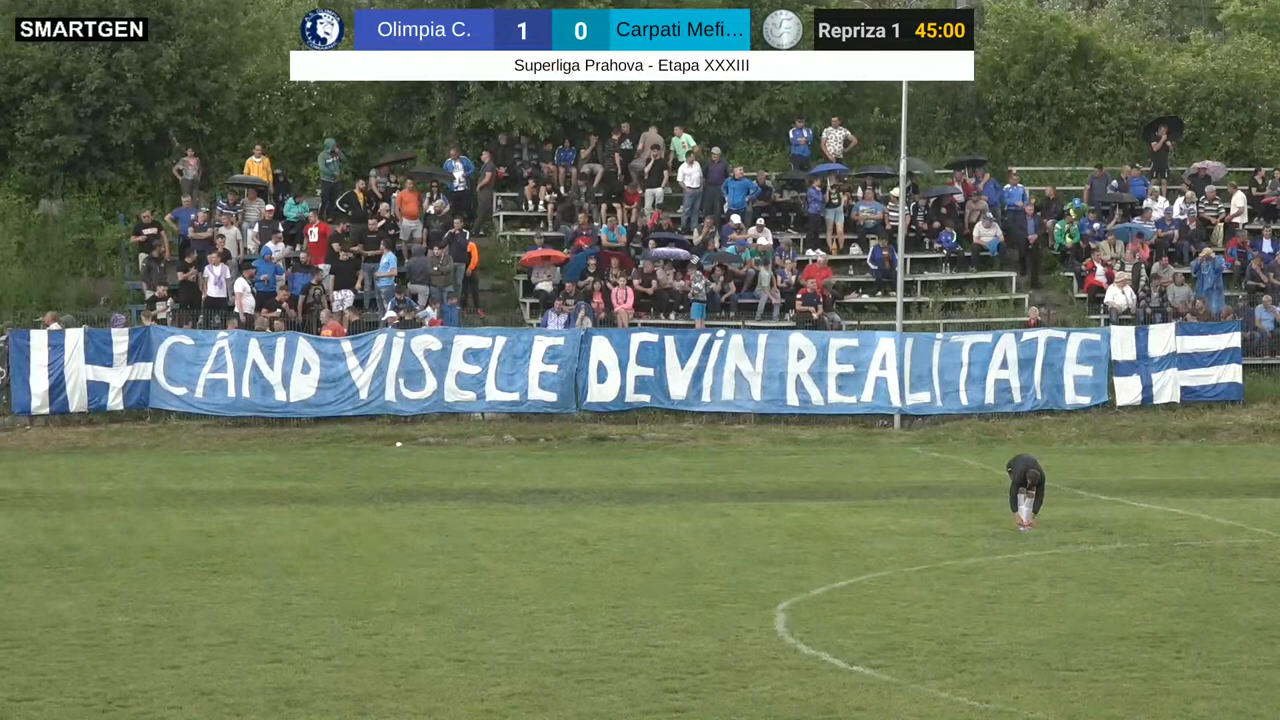 SMARTGEN
Olimpia C. 1 0 Carpati Mefi... Repriza 1 45:00
Superliga Prahova - Etapa XXXIII
CÂND VISELE DEVIN REALITATE